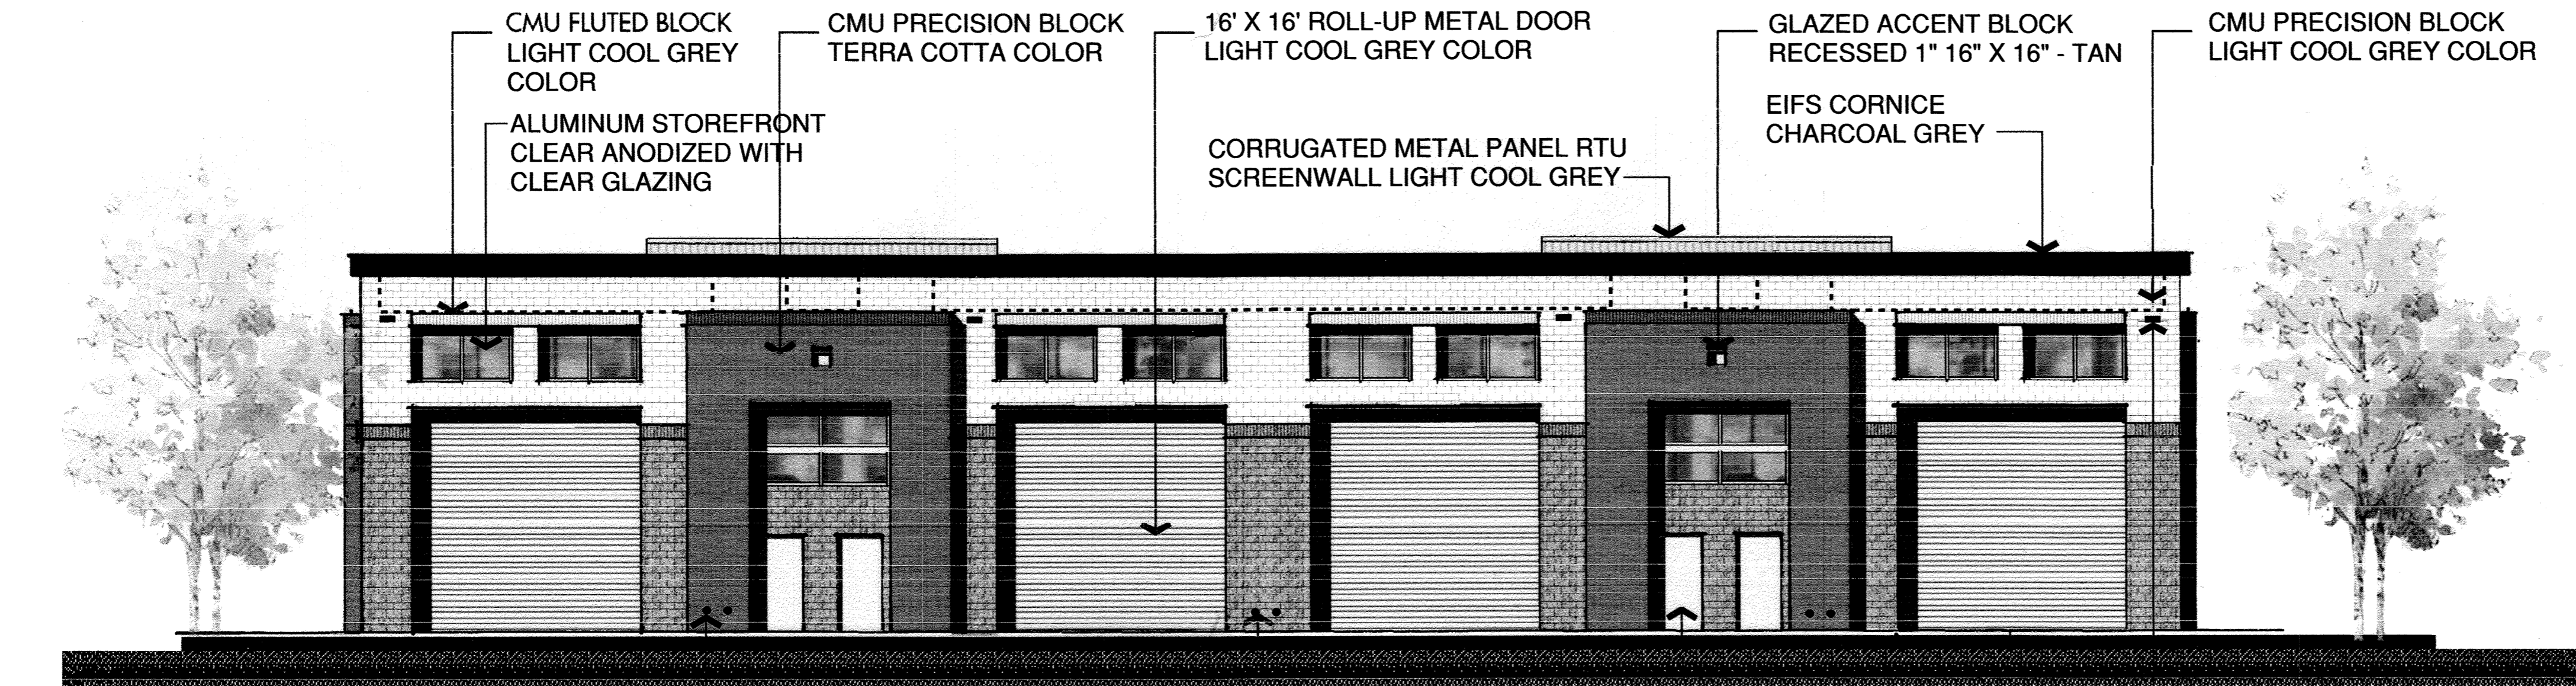 CMU FLUTED BLOCK
LIGHT COOL GREY
COLOR
ALUMINUM STOREFRONT
CLEAR ANODIZED WITH
CLEAR GLAZING
CMU PRECISION BLOCK
TERRA COTTA COLOR
16' X 16' ROLL-UP METAL DOOR
LIGHT COOL GREY COLOR
CORRUGATED METAL PANEL RTU
SCREENWALL LIGHT COOL GREY
GLAZED ACCENT BLOCK
RECESSED 1" 16" X 16" - TAN
EIFS CORNICE
CHARCOAL GREY
CMU PRECISION BLOCK
LIGHT COOL GREY COLOR